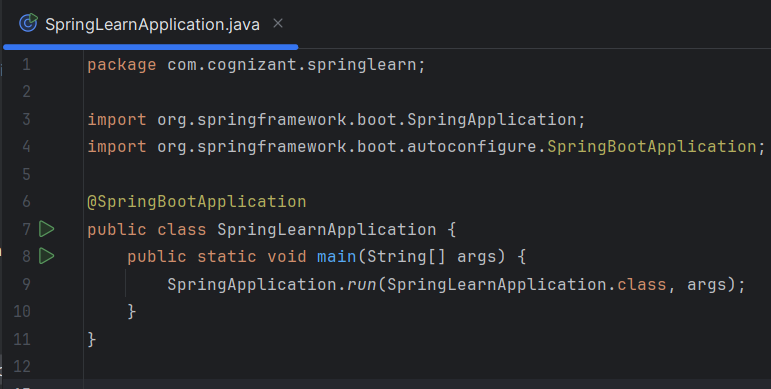 SpringLearnApplication.java
1 package com.cognizant.springlearn;
2
3 import org.springframework.boot.SpringApplication;
4 import org.springframework.boot.autoconfigure.SpringBootApplication;
5
6 @SpringBootApplication
7 public class SpringLearnApplication {
8     public static void main(String[] args) {
9         SpringApplication.run(SpringLearnApplication.class, args);
10     }
11 }
12